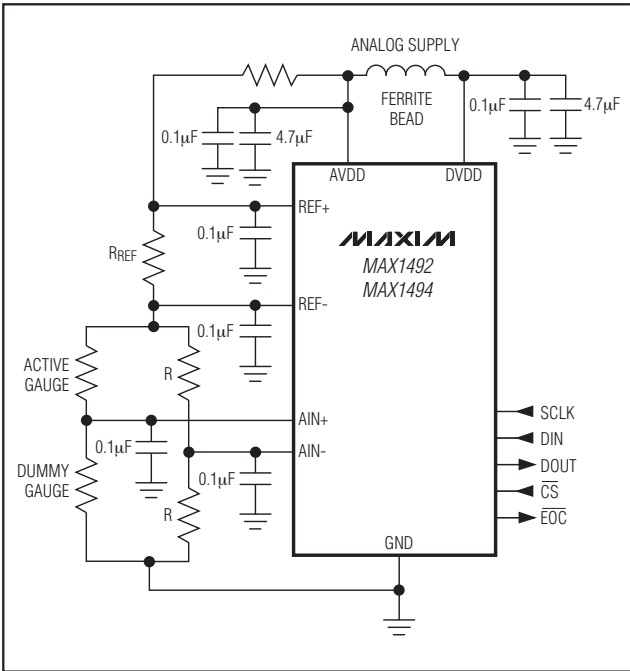 ANALOG SUPPLY
FERRITE
BEAD
0.1µF
4.7µF
0.1µF
4.7µF
AVDD
DVDD
REF+
0.1µF
MAXIM
MAX1492
MAX1494
RREF
REF-
0.1µF
ACTIVE
GAUGE
R
AIN+
0.1µF
AIN-
0.1µF
DUMMY
GAUGE
R
SCLK
DIN
DOUT
CS
EOC
GND